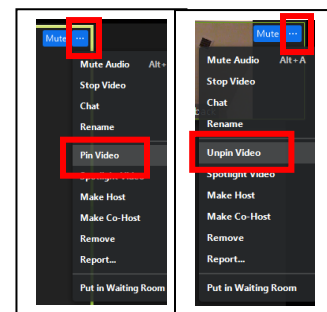 Mute ...
Mute Audio Alt+
Stop Video
Chat
Rename
Pin Video
Spotlight Video
Make Host
Make Co-Host
Remove
Report...
Put in Waiting Room
Mute ...
Mute Audio Alt+A
Stop Video
Chat
Rename
Unpin Video
Spotlight Video
Make Host
Make Co-Host
Remove
Report...
Put in Waiting Room